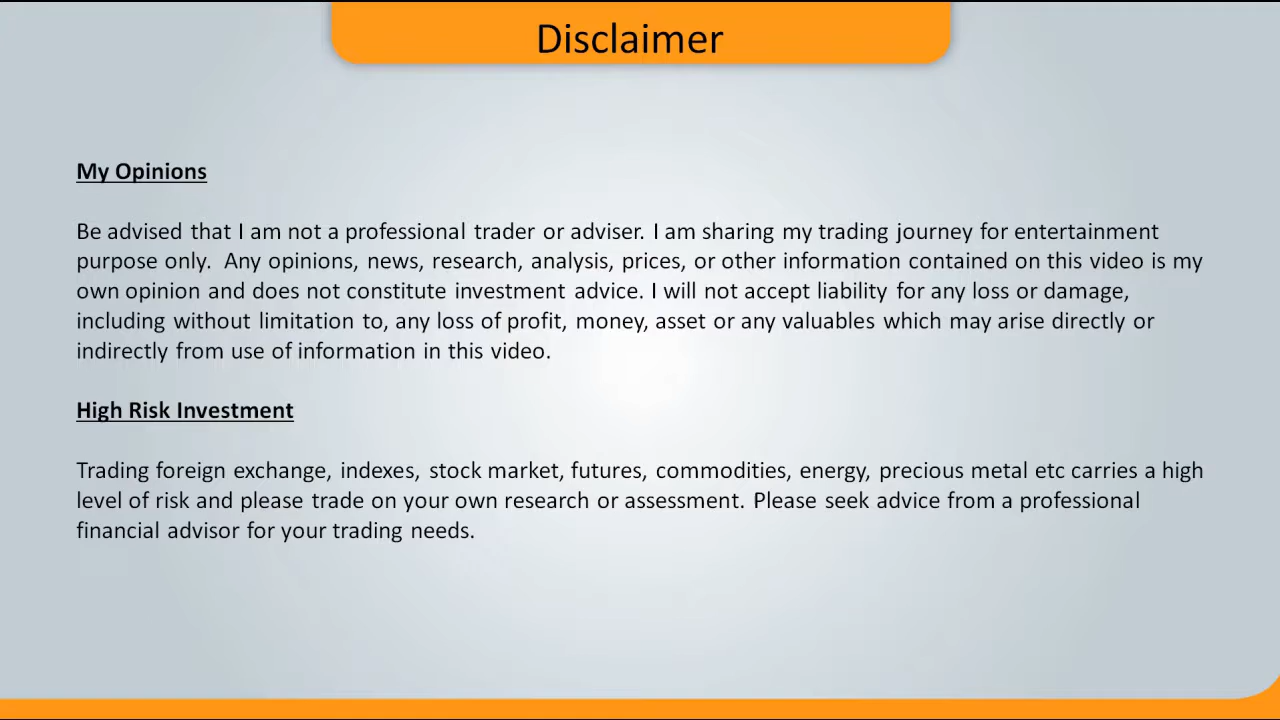 Disclaimer
My Opinions
Be advised that I am not a professional trader or adviser. I am sharing my trading journey for entertainment
purpose only.  Any opinions, news, research, analysis, prices, or other information contained on this video is my
own opinion and does not constitute investment advice. I will not accept liability for any loss or damage,
including without limitation to, any loss of profit, money, asset or any valuables which may arise directly or
indirectly from use of information in this video.
High Risk Investment
Trading foreign exchange, indexes, stock market, futures, commodities, energy, precious metal etc carries a high
level of risk and please trade on your own research or assessment. Please seek advice from a professional
financial advisor for your trading needs.